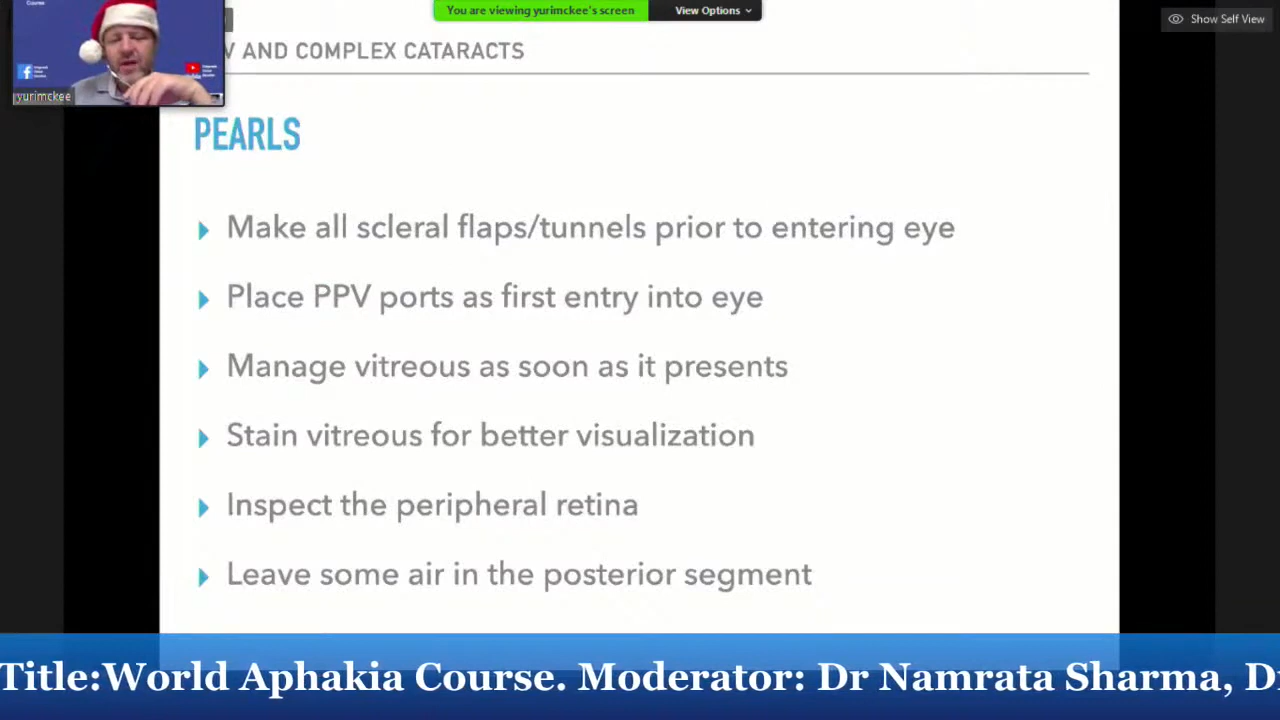 Course
You are viewing yurimckee's screen
View Options
Show Self View
V AND COMPLEX CATARACTS
yurimckee
PEARLS
Make all scleral flaps/tunnels prior to entering eye
Place PPV ports as first entry into eye
Manage vitreous as soon as it presents
Stain vitreous for better visualization
Inspect the peripheral retina
Leave some air in the posterior segment
Title:World Aphakia Course. Moderator: Dr Namrata Sharma, Dr